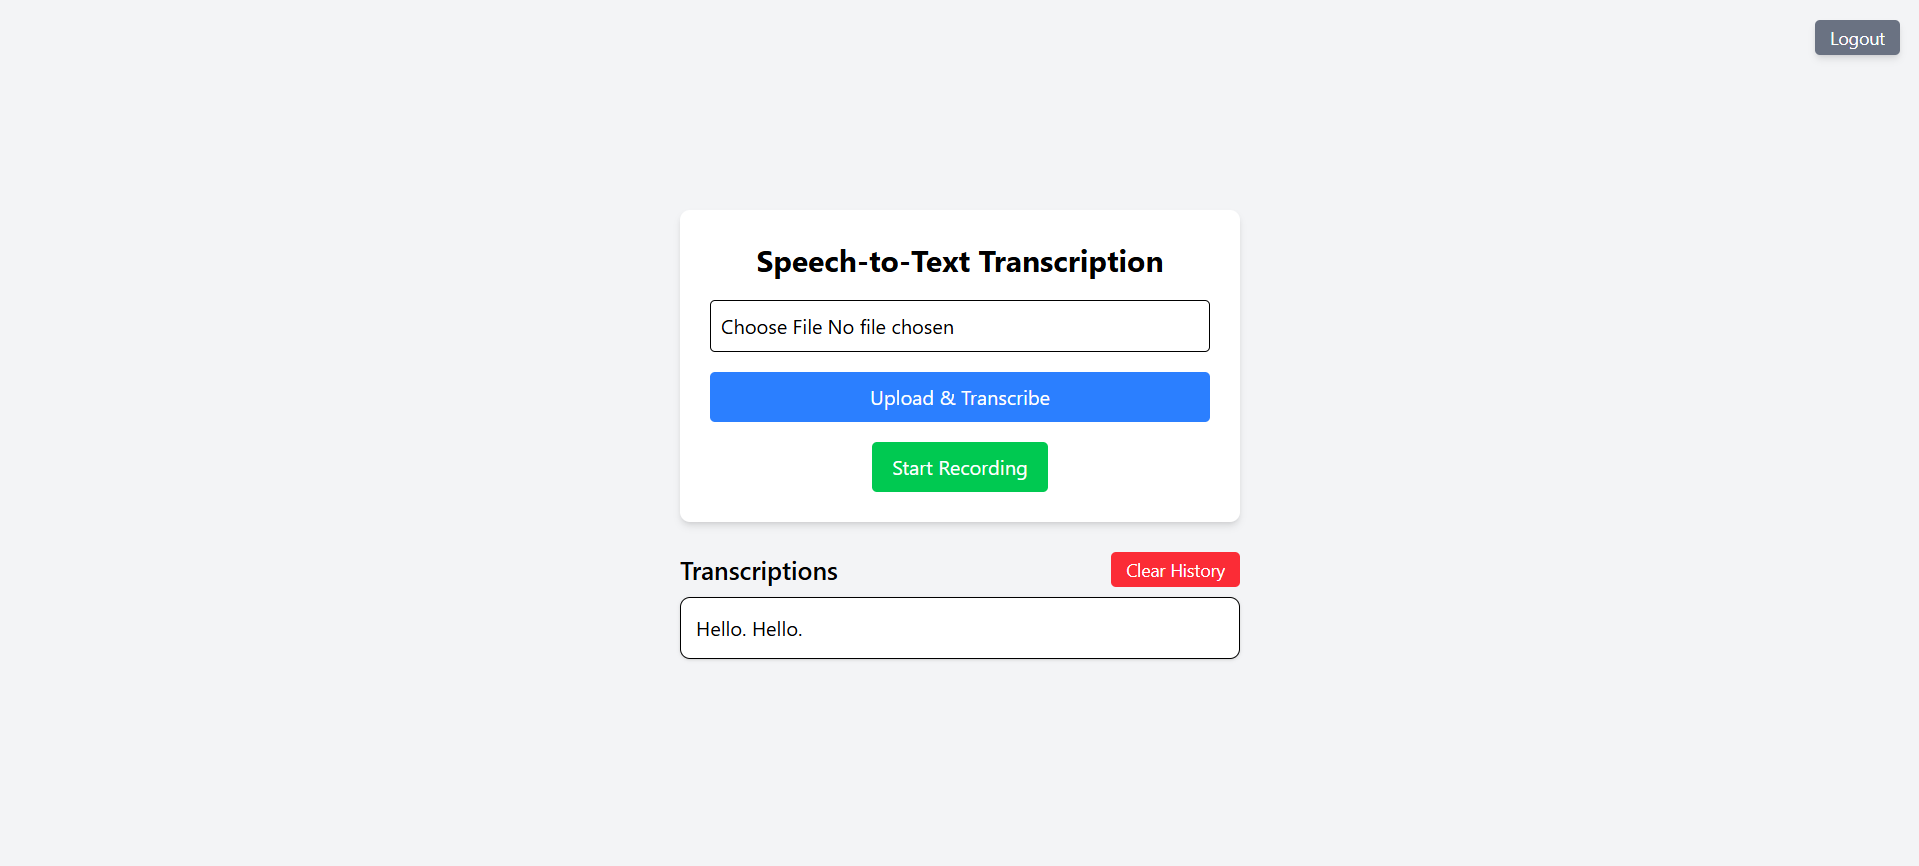 Logout
Speech-to-Text Transcription
Choose File No file chosen
Upload & Transcribe
Start Recording
Transcriptions
Clear History
Hello. Hello.